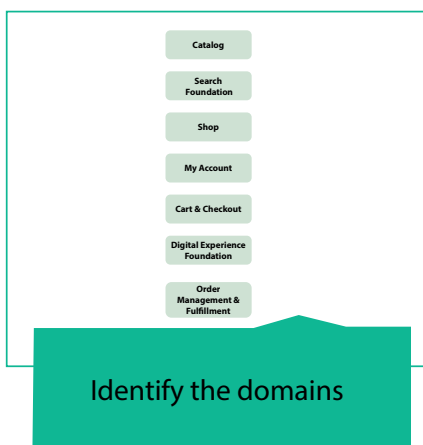 Catalog
Search
Foundation
Shop
My Account
Cart & Checkout
Digital Experience
Foundation
Order
Management &
Fulfillment
Identify the domains